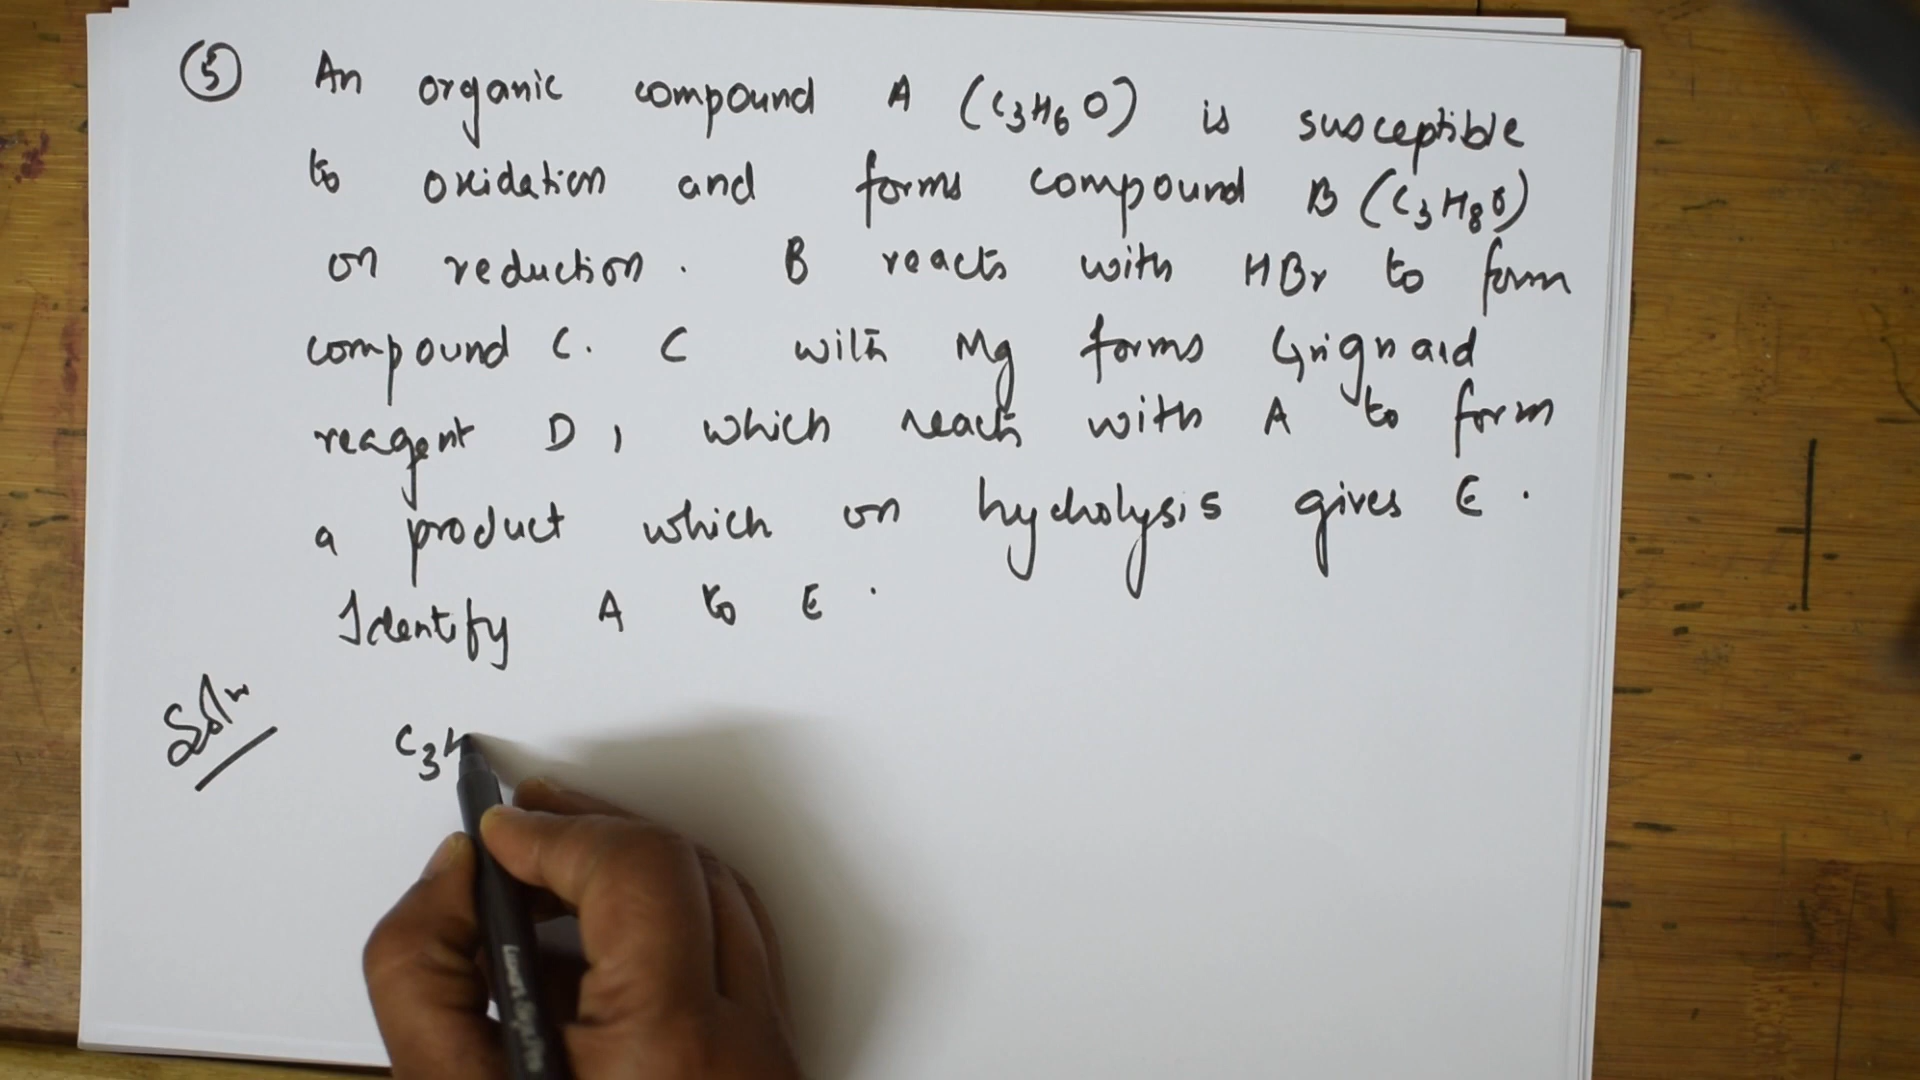 5 An organic compound A (C3H6O) is susceptible
to oxidation and forms compound B (C3H8O)
on reduction. B reacts with HBr to form
compound C. C with Mg forms Grignard
reagent D, which reacts with A to form
a product which on hydrolysis gives E.
Identify A to E.
Soln
C3H